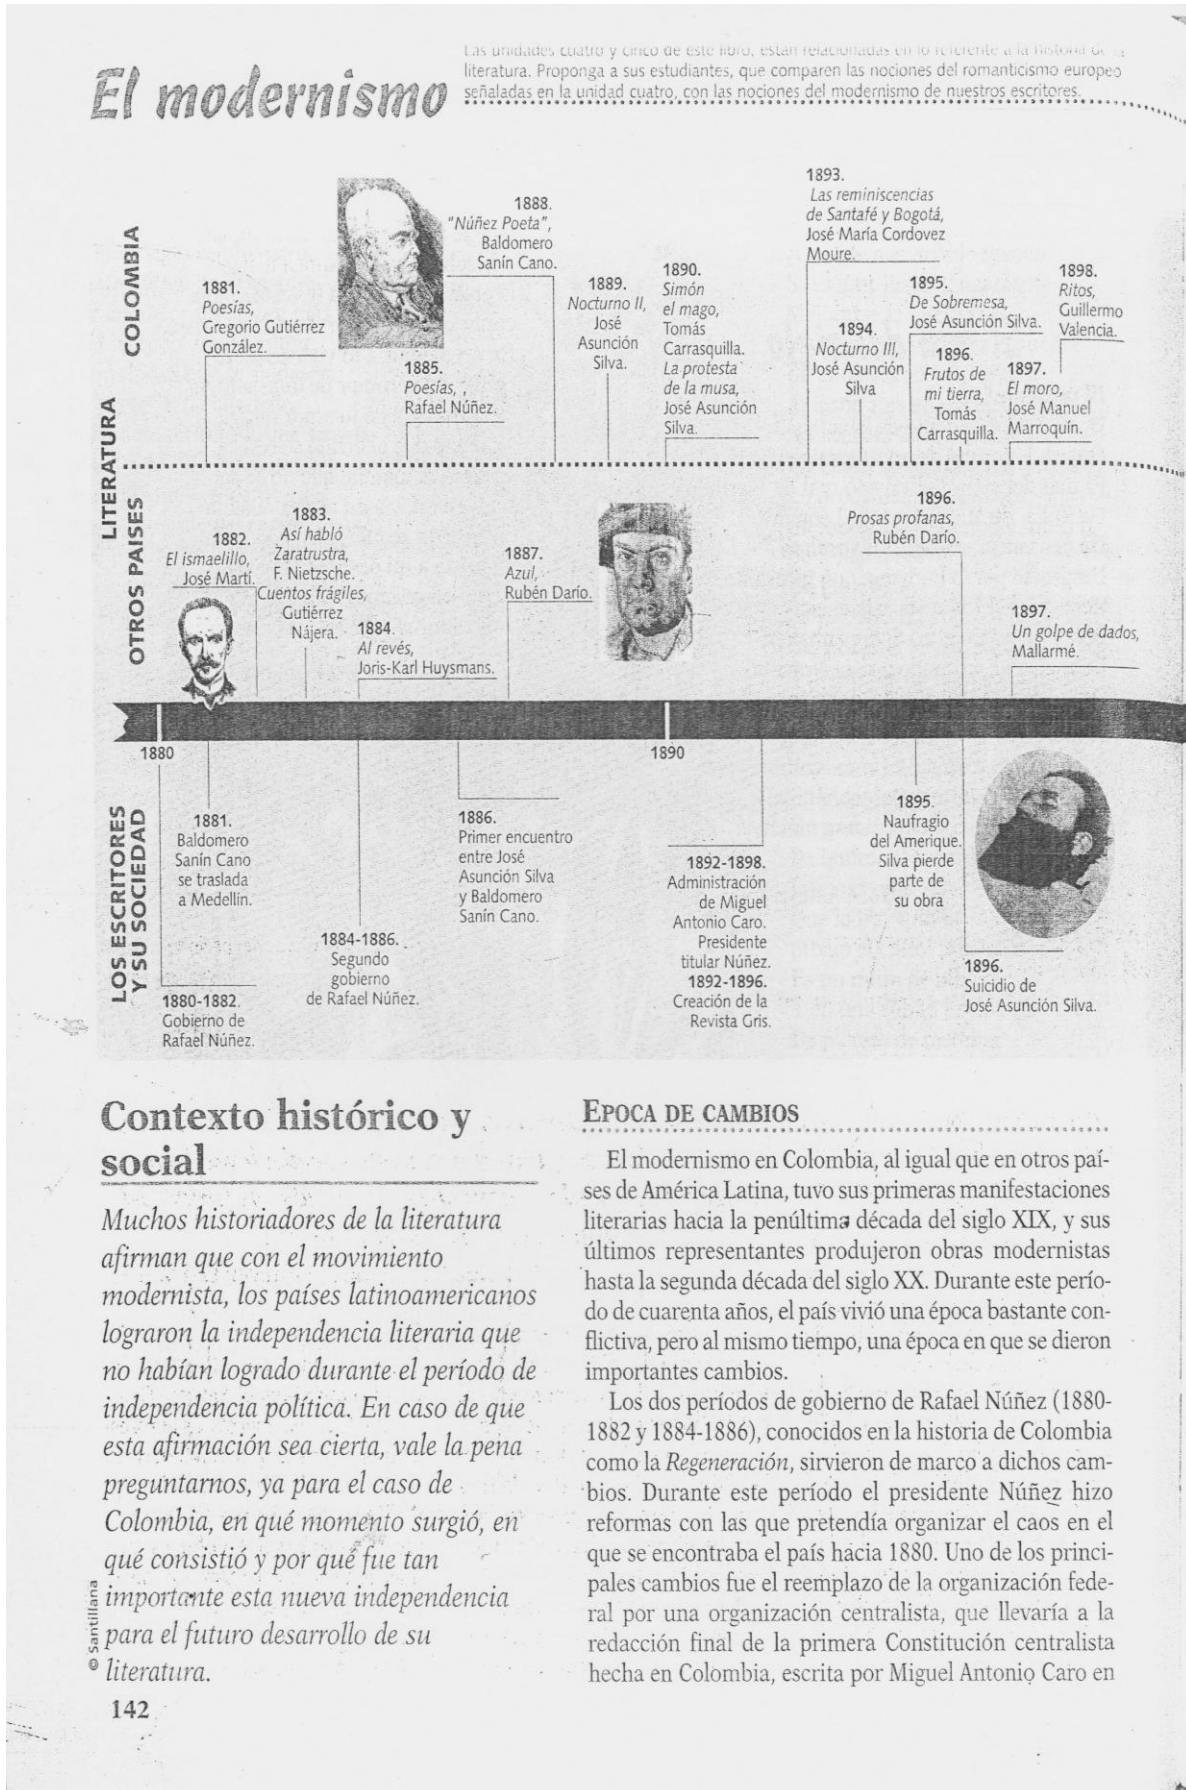 El modernismo
Las unidades cuatro y cinco de este libro, están relacionadas en lo referente a la historia de la
literatura. Proponga a sus estudiantes, que comparen las nociones del romanticismo europeo
señaladas en la unidad cuatro, con las nociones del modernismo de nuestros escritores.
LITERATURA
COLOMBIA
1881.
Poesías,
Gregorio Gutiérrez
González.
1885.
Poesías,
Rafael Núñez.
1888.
"Núñez Poeta",
Baldomero
Sanín Cano.
1889.
Nocturno II,
José
Asunción
Silva.
1890.
Simón
el mago,
Tomás
Carrasquilla.
La protesta
de la musa,
José Asunción
Silva.
1893.
Las reminiscencias
de Santafé y Bogotá,
José María Cordovez
Moure.
1894.
Nocturno III,
José Asunción
Silva
1895.
De Sobremesa,
José Asunción Silva.
1896.
Frutos de
mi tierra,
Tomás
Carrasquilla.
1897.
El moro,
José Manuel
Marroquín.
1898.
Ritos,
Guillermo
Valencia.
OTROS PAISES
1882.
El ismaelillo,
José Martí.
1883.
Así habló
Zaratrustra,
F. Nietzsche.
Cuentos frágiles,
Gutiérrez
Nájera.
1884.
Al revés,
Joris-Karl Huysmans.
1887.
Azul,
Rubén Darío.
1896.
Prosas profanas,
Rubén Darío.
1897.
Un golpe de dados,
Mallarmé.
1880
1890
LOS ESCRITORES
Y SU SOCIEDAD
1880-1882.
Gobierno de
Rafael Núñez.
1881.
Baldomero
Sanín Cano
se traslada
a Medellín.
1884-1886.
Segundo
gobierno
de Rafael Núñez.
1886.
Primer encuentro
entre José
Asunción Silva
y Baldomero
Sanín Cano.
1892-1898.
Administración
de Miguel
Antonio Caro.
Presidente
titular Núñez.
1892-1896.
Creación de la
Revista Gris.
1895.
Naufragio
del Amerique.
Silva pierde
parte de
su obra
1896.
Suicidio de
José Asunción Silva.
Contexto histórico y
social
Muchos historiadores de la literatura
afirman que con el movimiento
modernista, los países latinoamericanos
lograron la independencia literaria que
no habían logrado durante el período de
independencia política. En caso de que
esta afirmación sea cierta, vale la pena
preguntarnos, ya para el caso de
Colombia, en qué momento surgió, en
qué consistió y por qué fue tan
importante esta nueva independencia
para el futuro desarrollo de su
literatura.
© Santillana
142
EPOCA DE CAMBIOS
El modernismo en Colombia, al igual que en otros paí-
ses de América Latina, tuvo sus primeras manifestaciones
literarias hacia la penúltima década del siglo XIX, y sus
últimos representantes produjeron obras modernistas
hasta la segunda década del siglo XX. Durante este perío-
do de cuarenta años, el país vivió una época bastante con-
flictiva, pero al mismo tiempo, una época en que se dieron
importantes cambios.
Los dos períodos de gobierno de Rafael Núñez (1880-
1882 y 1884-1886), conocidos en la historia de Colombia
como la Regeneración, sirvieron de marco a dichos cam-
bios. Durante este período el presidente Núñez hizo
reformas con las que pretendía organizar el caos en el
que se encontraba el país hacia 1880. Uno de los princi-
pales cambios fue el reemplazo de la organización fede-
ral por una organización centralista, que llevaría a la
redacción final de la primera Constitución centralista
hecha en Colombia, escrita por Miguel Antonio Caro en